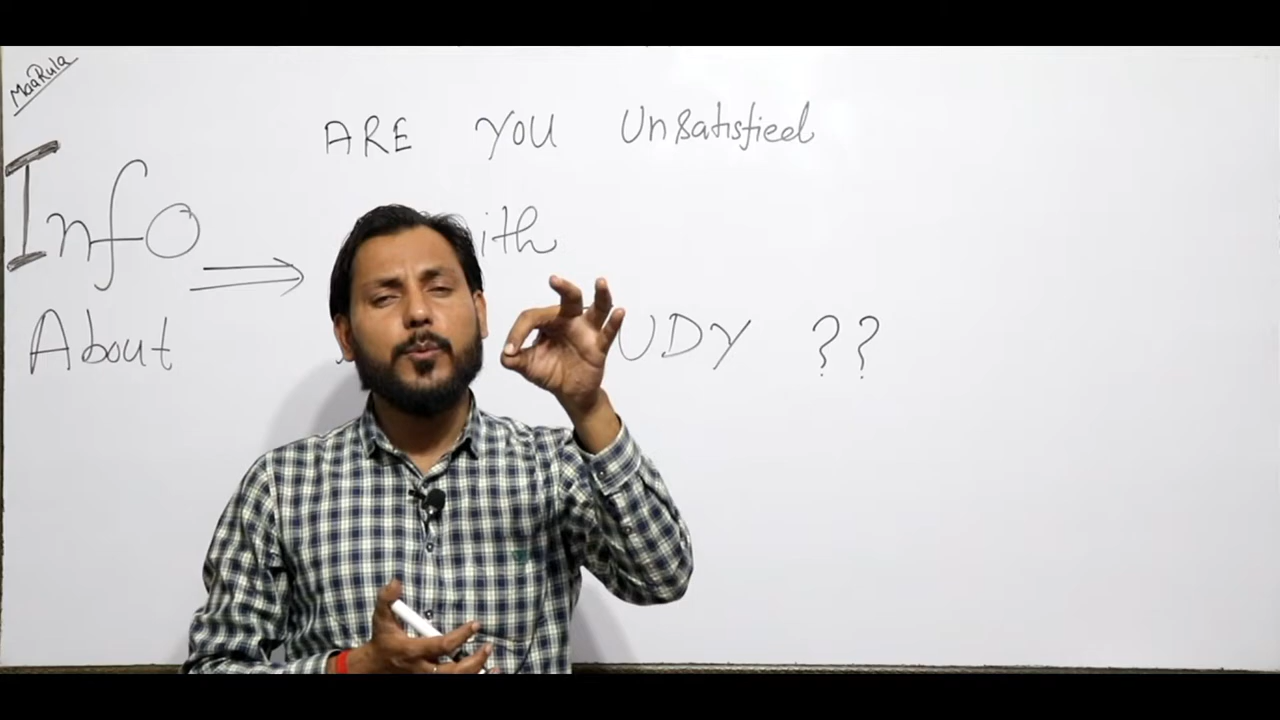 MaaRula
Info
About
ARE YOU Unsatisfied
ith
UDY ??